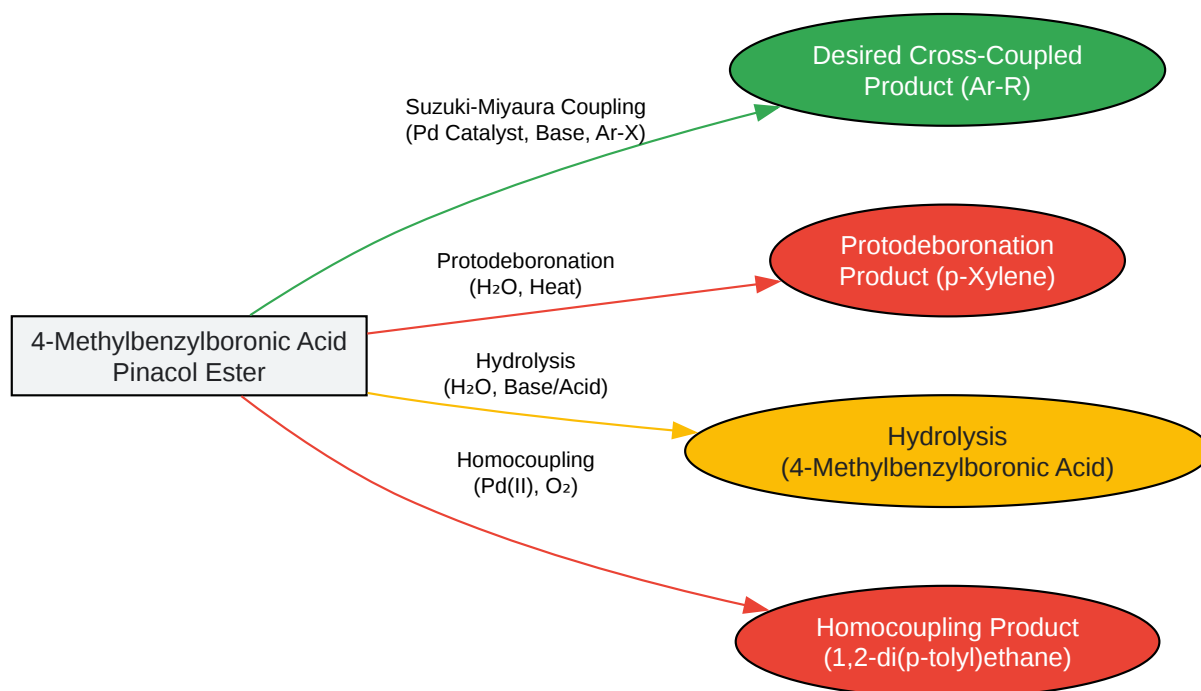 Desired Cross-Coupled
Product (Ar-R)
Suzuki-Miyaura Coupling
(Pd Catalyst, Base, Ar-X)
Protodeboronation
Product (p-Xylene)
Protodeboronation
(H₂O, Heat)
4-Methylbenzylboronic Acid
Pinacol Ester
Hydrolysis
(H₂O, Base/Acid)
Hydrolysis
(4-Methylbenzylboronic Acid)
Homocoupling
(Pd(II), O₂)
Homocoupling Product
(1,2-di(p-tolyl)ethane)